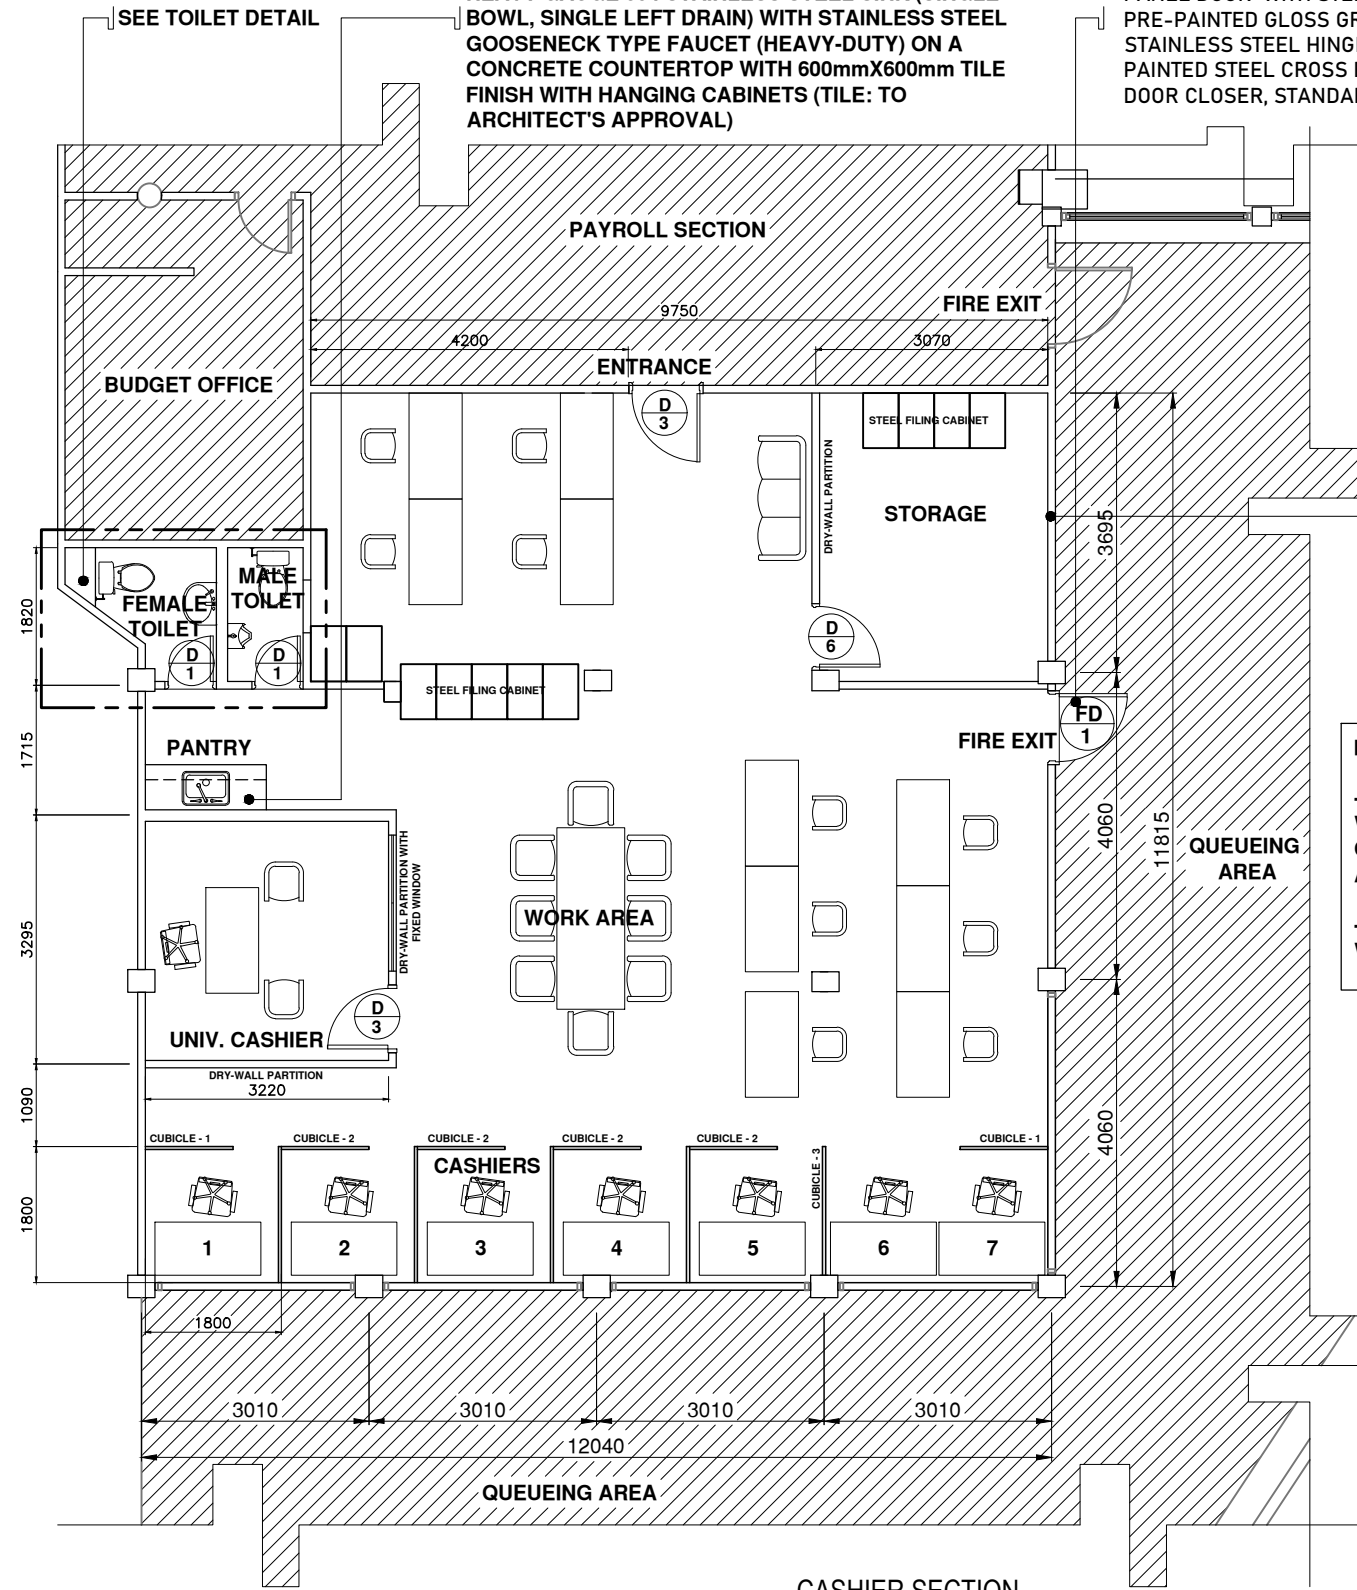 SEE TOILET DETAIL
BOWL, SINGLE LEFT DRAIN) WITH STAINLESS STEEL
GOOSENECK TYPE FAUCET (HEAVY-DUTY) ON A
CONCRETE COUNTERTOP WITH 600mmX600mm TILE
FINISH WITH HANGING CABINETS (TILE: TO
ARCHITECT'S APPROVAL)
PRE-PAINTED GLOSS
STAINLESS STEEL
PAINTED STEEL CROSS
DOOR CLOSER,
PAYROLL SECTION
FIRE EXIT
9750
4200
3070
ENTRANCE
BUDGET OFFICE
D
3
STEEL FILING CABINET
DRY-WALL PARTITION
STORAGE
3695
MALE
TOILET
FEMALE
TOILET
1820
D
1
D
1
D
6
STEEL FILING CABINET
FD
1
FIRE EXIT
PANTRY
1715
4060
11815
QUEUEING
AREA
DRY-WALL PARTITION WITH
FIXED WINDOW
WORK AREA
3295
D
3
UNIV. CASHIER
DRY-WALL PARTITION
3220
1090
4060
CUBICLE - 1
CUBICLE - 2
CUBICLE - 2
CUBICLE - 2
CUBICLE - 2
CUBICLE - 3
CUBICLE - 1
CASHIERS
1800
1
2
3
4
5
6
7
1800
3010
3010
3010
3010
12040
QUEUEING AREA
CASHIER SECTION